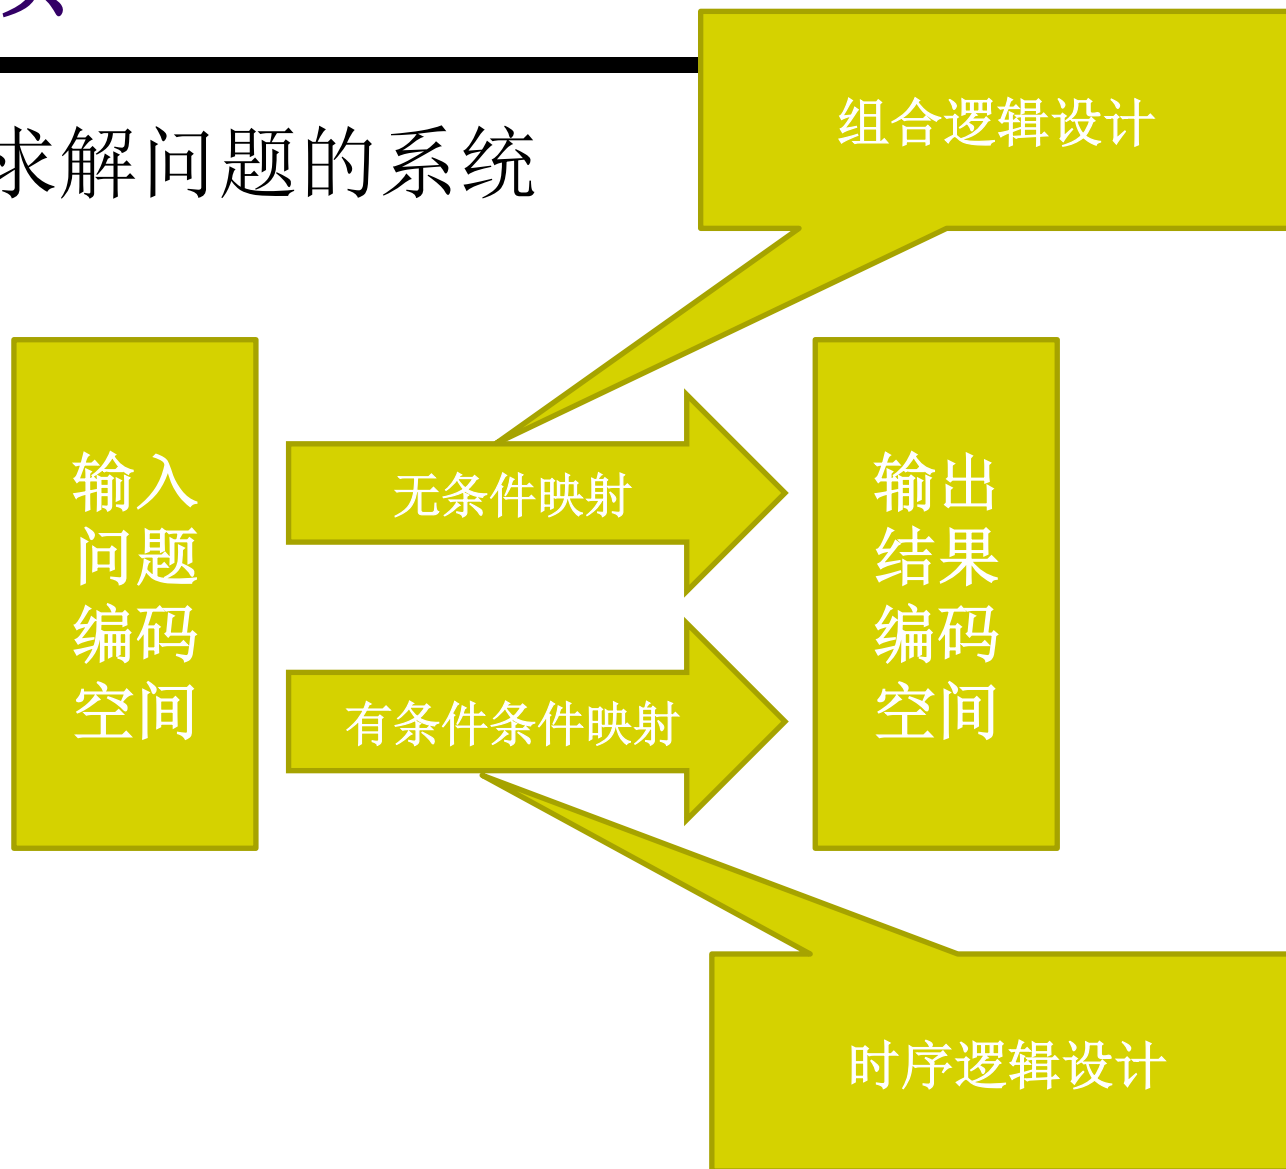 求解问题的系统
组合逻辑设计
输入
问题
编码
空间
无条件映射
有条件条件映射
输出
结果
编码
空间
时序逻辑设计